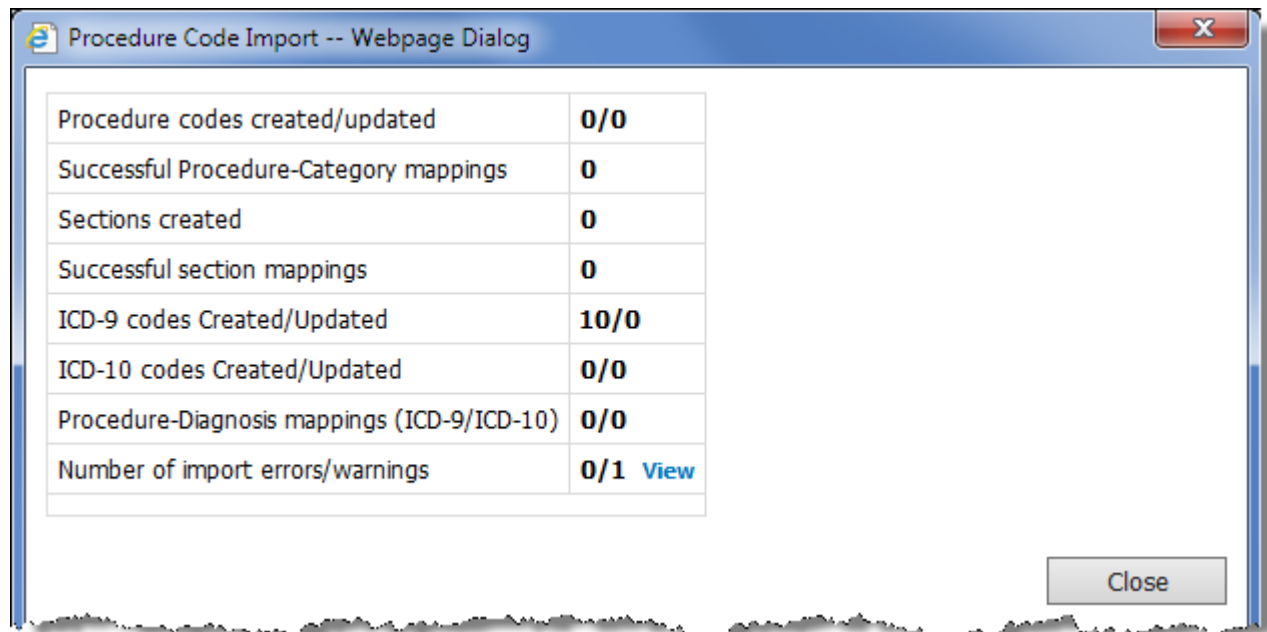 Procedure Code Import -- Webpage Dialog
Procedure codes created/updated 0/0
Successful Procedure-Category mappings 0
Sections created 0
Successful section mappings 0
ICD-9 codes Created/Updated 10/0
ICD-10 codes Created/Updated 0/0
Procedure-Diagnosis mappings (ICD-9/ICD-10) 0/0
Number of import errors/warnings 0/1 View
Close